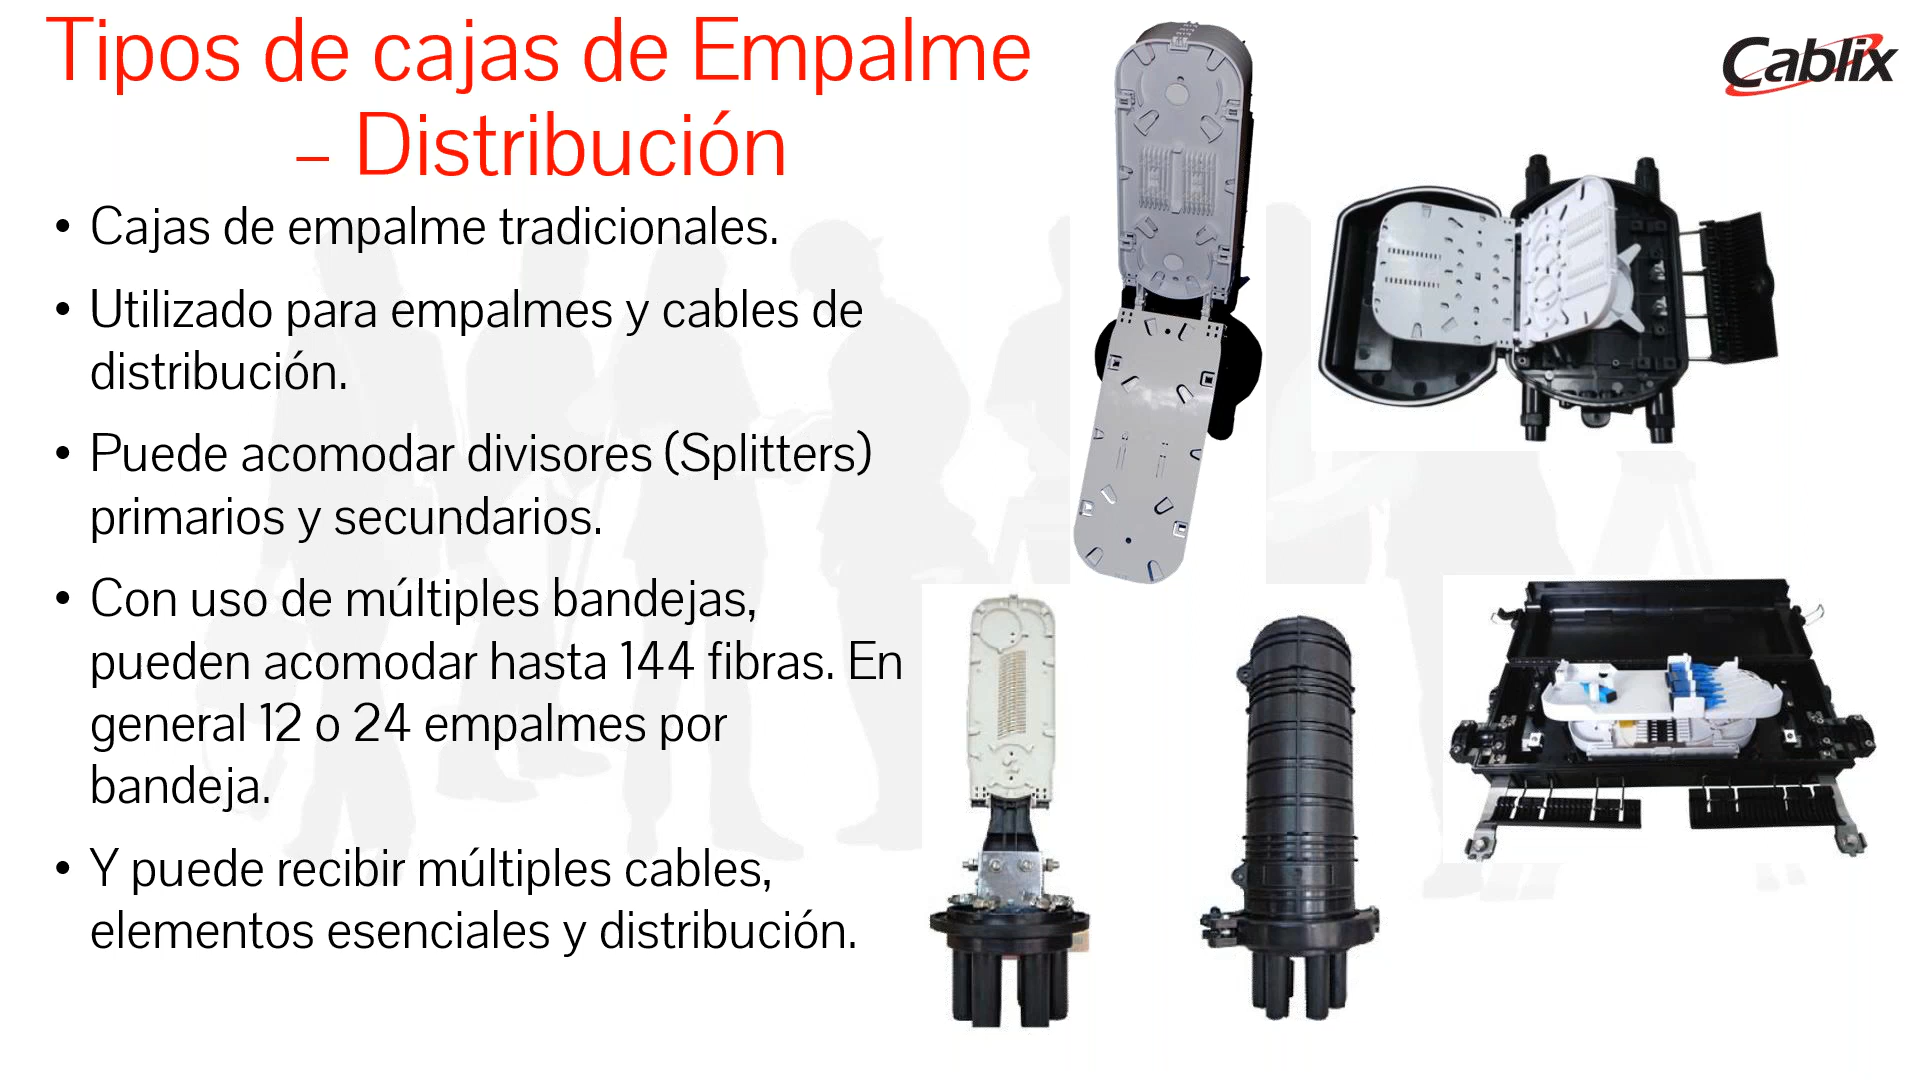 Tipos de cajas de Empalme
– Distribución
Cablix
• Cajas de empalme tradicionales.
• Utilizado para empalmes y cables de
distribución.
• Puede acomodar divisores (Splitters)
primarios y secundarios.
• Con uso de múltiples bandejas,
pueden acomodar hasta 144 fibras. En
general 12 o 24 empalmes por
bandeja.
• Y puede recibir múltiples cables,
elementos esenciales y distribución.